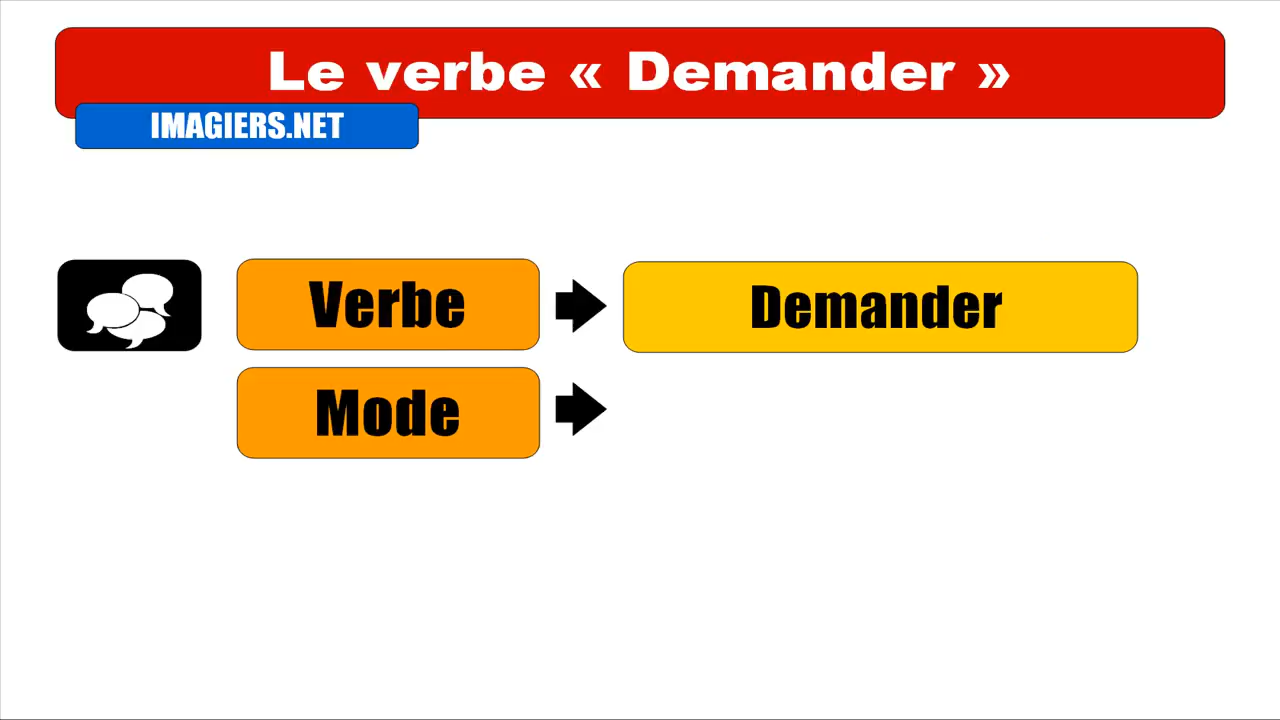 Le verbe « Demander »
IMAGIERS.NET
Verbe
Demander
Mode